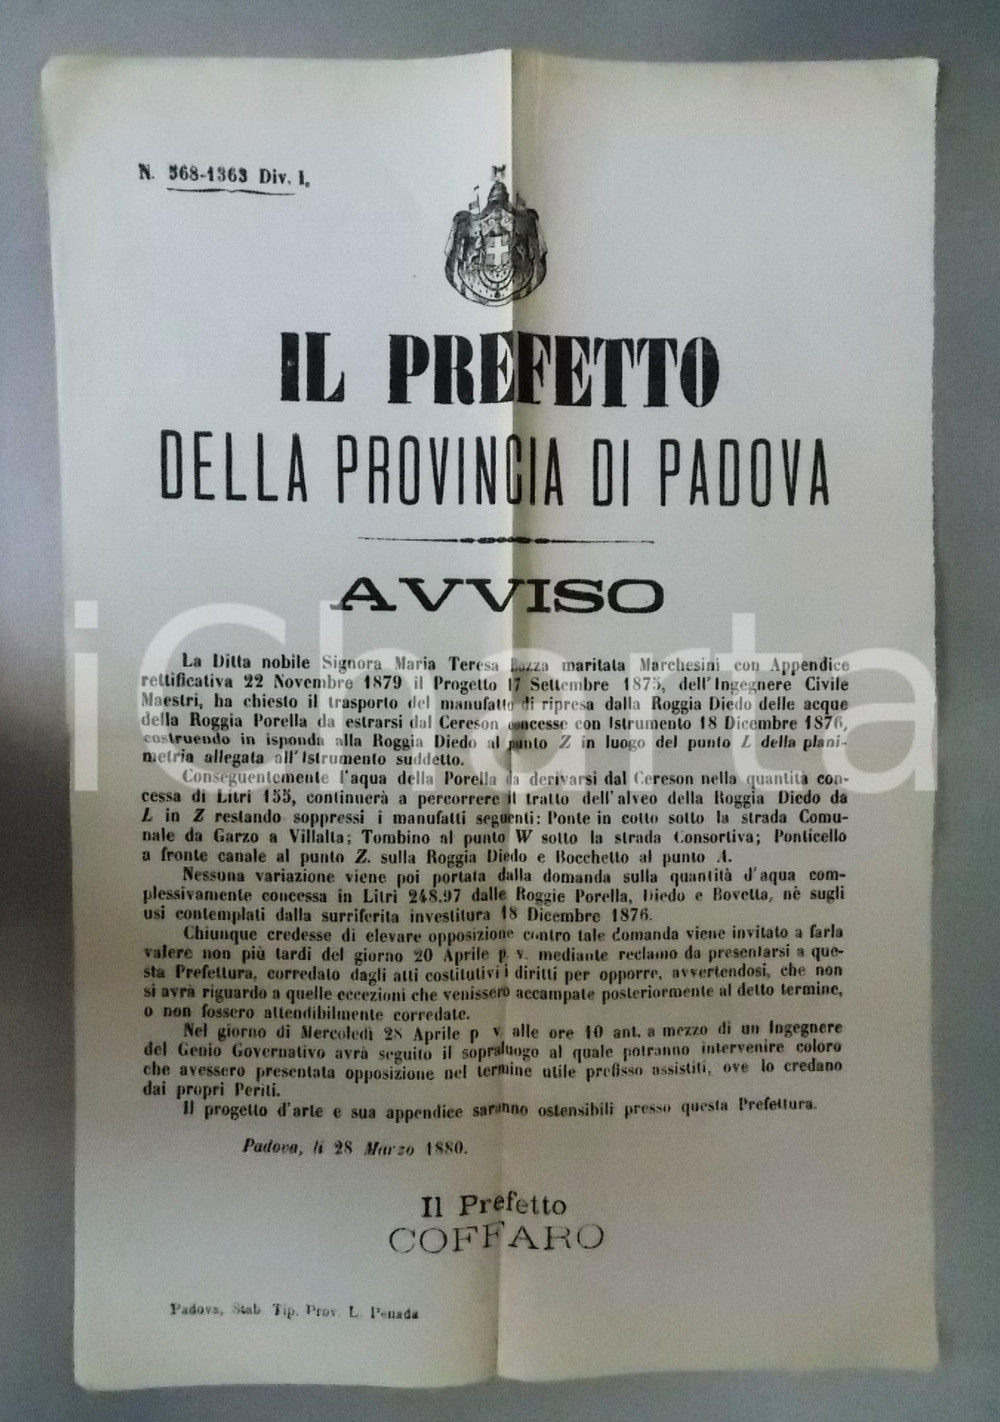 N. 568-1363 Div. I.
IL PREFETTO
DELLA PROVINCIA DI PADOVA
AVVISO
La Ditta nobile Signora Maria Teresa Bozza maritata Marchesini con Appendice
rettificativa 22 Novembre 1879 il Progetto 17 Settembre 1875, dell'Ingegnere Civile
Maestri, ha chiesto il trasporto del manufatto di ripresa dalla Roggia Diedo delle acque
della Roggia Porella da estrarsi dal Cereson concesse con Istrumento 18 Dicembre 1876,
costruendo in isponda alla Roggia Diedo al punto Z in luogo del punto L della plani-
metria allegata all'Istrumento suddetto.
Conseguentemente l'aqua della Porella da derivarsi dal Cereson nella quantità con-
cessa di Litri 155, continuerà a percorrere il tratto dell'alveo della Roggia Diedo da
L in Z restando soppressi i manufatti seguenti: Ponte in cotto sotto la strada Comu-
nale da Garzo a Villalta; Tombino al punto W sotto la strada Consortiva; Ponticello
a fronte canale al punto Z. sulla Roggia Diedo e Bocchetto al punto A.
Nessuna variazione viene poi portata dalla domanda sulla quantità d'aqua com-
plessivamente concessa in Litri 248.97 dalle Roggie Porella, Diedo e Bovetta, nè sugli
usi contemplati dalla surriferita investitura 18 Dicembre 1876.
Chiunque credesse di elevare opposizione contro tale domanda viene invitato a farla
valere non più tardi del giorno 20 Aprile p. v. mediante reclamo da presentarsi a que-
sta Prefettura, corredato dagli atti costitutivi i diritti per opporre, avvertendosi, che non
si avrà riguardo a quelle eccezioni che venissero accampate posteriormente al detto termine,
o non fossero attendibilmente corredate.
Nel giorno di Mercoledì 28 Aprile p v. alle ore 10 ant. a mezzo di un Ingegnere
del Genio Governativo avrà seguito il sopraluogo al quale potranno intervenire coloro
che avessero presentata opposizione nel termine utile prefisso assistiti, ove lo credano
dai propri Periti.
Il progetto d'arte e sua appendice saranno ostensibili presso questa Prefettura.
Padova, li 28 Marzo 1880.
Il Prefetto
COFFARO
Padova, Stab Tip. Prov. L. Penada
iCharta